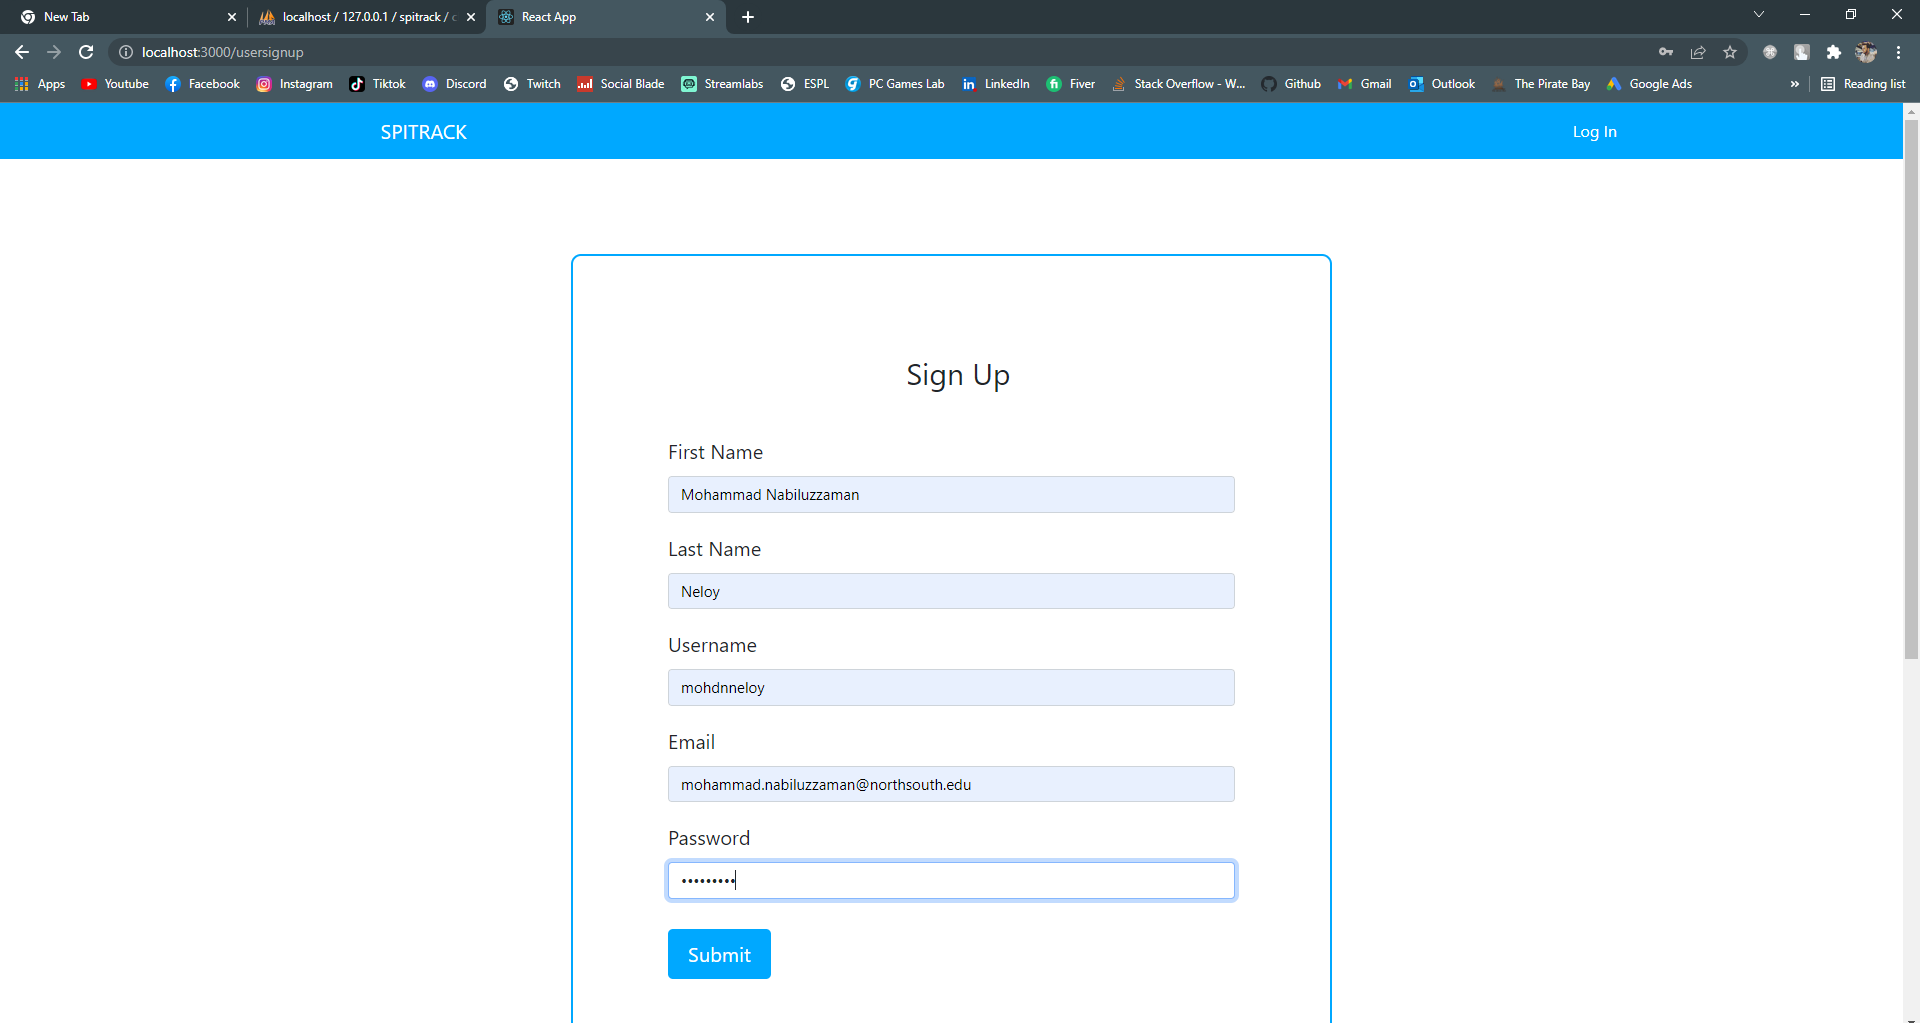 New Tab
localhost / 127.0.0.1 / spitrack /
React App
localhost:3000/usersignup
Apps Youtube Facebook Instagram Tiktok Discord Twitch Social Blade Streamlabs ESPL PC Games Lab LinkedIn Fiver Stack Overflow - W... Github Gmail Outlook The Pirate Bay Google Ads » Reading list
SPITRACK
Log In
Sign Up
First Name
Mohammad Nabiluzzaman
Last Name
Neloy
Username
mohdnneloy
Email
mohammad.nabiluzzaman@northsouth.edu
Password
•••••••••
Submit